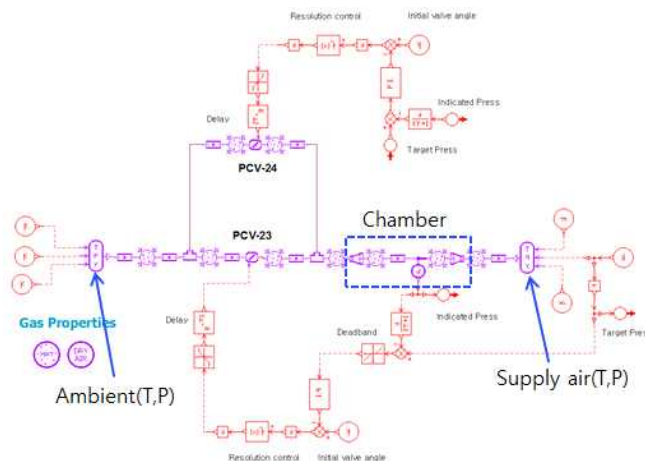 Resolution control
Initial valve angle
Delay
Indicated Press
Target Press
PCV-24
Chamber
PCV-23
Gas Properties
Delay
Indicated Press
Deadband
Target Pres
Ambient(T,P)
Supply air(T,P)
Resolution control
Initial valve angle